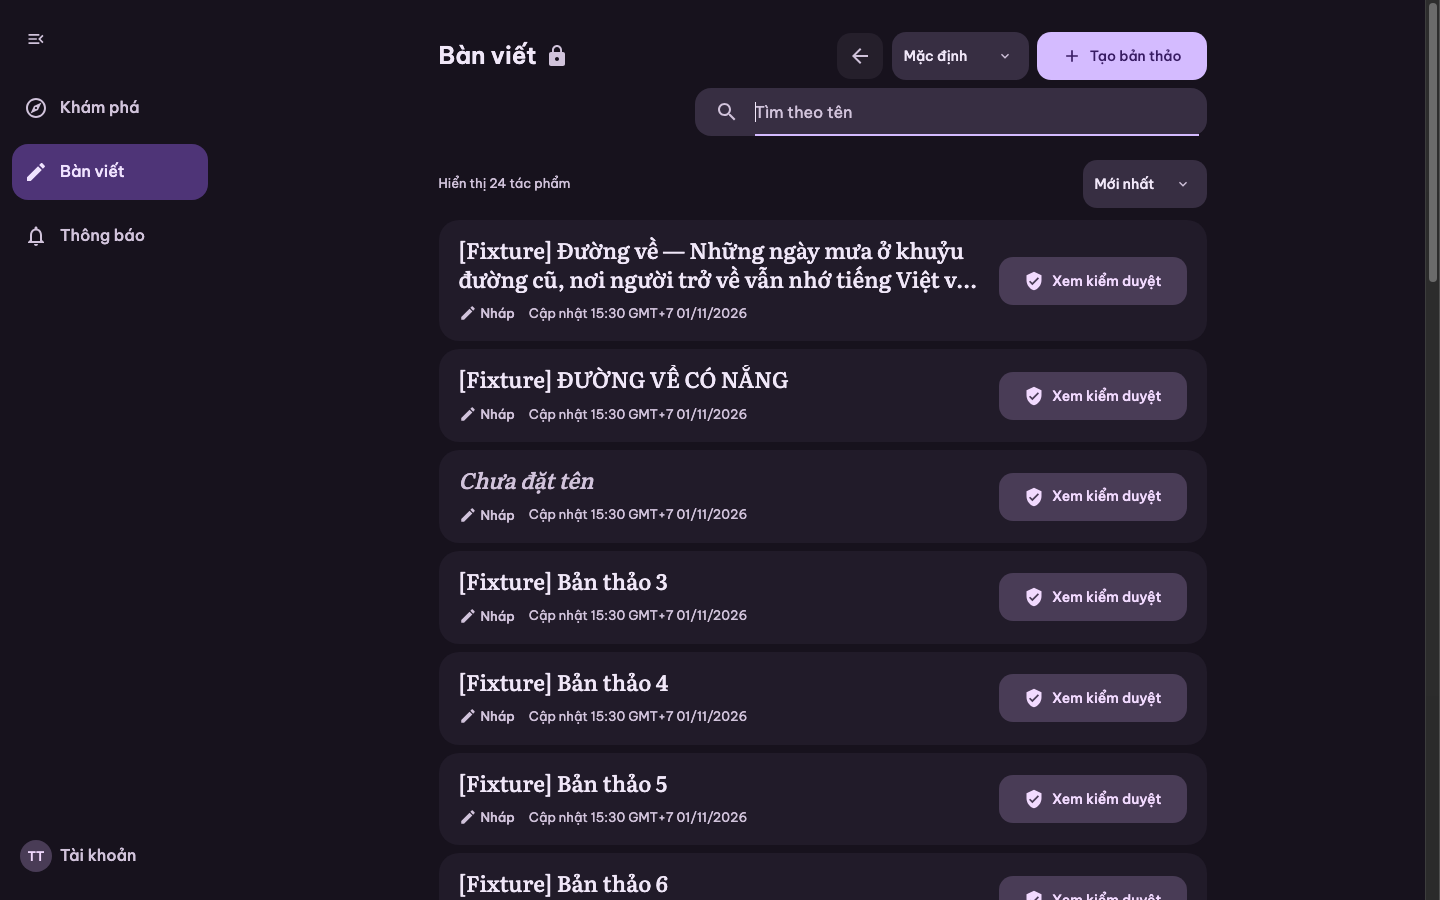 Khám phá
Bàn viết
Thông báo
TT Tài khoản
Bàn viết
Mặc định
Tạo bản thảo
Tìm theo tên
Hiển thị 24 tác phẩm
Mới nhất
[Fixture] Đường về — Những ngày mưa ở khuỷu
đường cũ, nơi người trở về vẫn nhớ tiếng Việt v...
Nháp Cập nhật 15:30 GMT+7 01/11/2026
Xem kiểm duyệt
[Fixture] ĐƯỜNG VỀ CÓ NẮNG
Nháp Cập nhật 15:30 GMT+7 01/11/2026
Xem kiểm duyệt
Chưa đặt tên
Nháp Cập nhật 15:30 GMT+7 01/11/2026
Xem kiểm duyệt
[Fixture] Bản thảo 3
Nháp Cập nhật 15:30 GMT+7 01/11/2026
Xem kiểm duyệt
[Fixture] Bản thảo 4
Nháp Cập nhật 15:30 GMT+7 01/11/2026
Xem kiểm duyệt
[Fixture] Bản thảo 5
Nháp Cập nhật 15:30 GMT+7 01/11/2026
Xem kiểm duyệt
[Fixture] Bản thảo 6